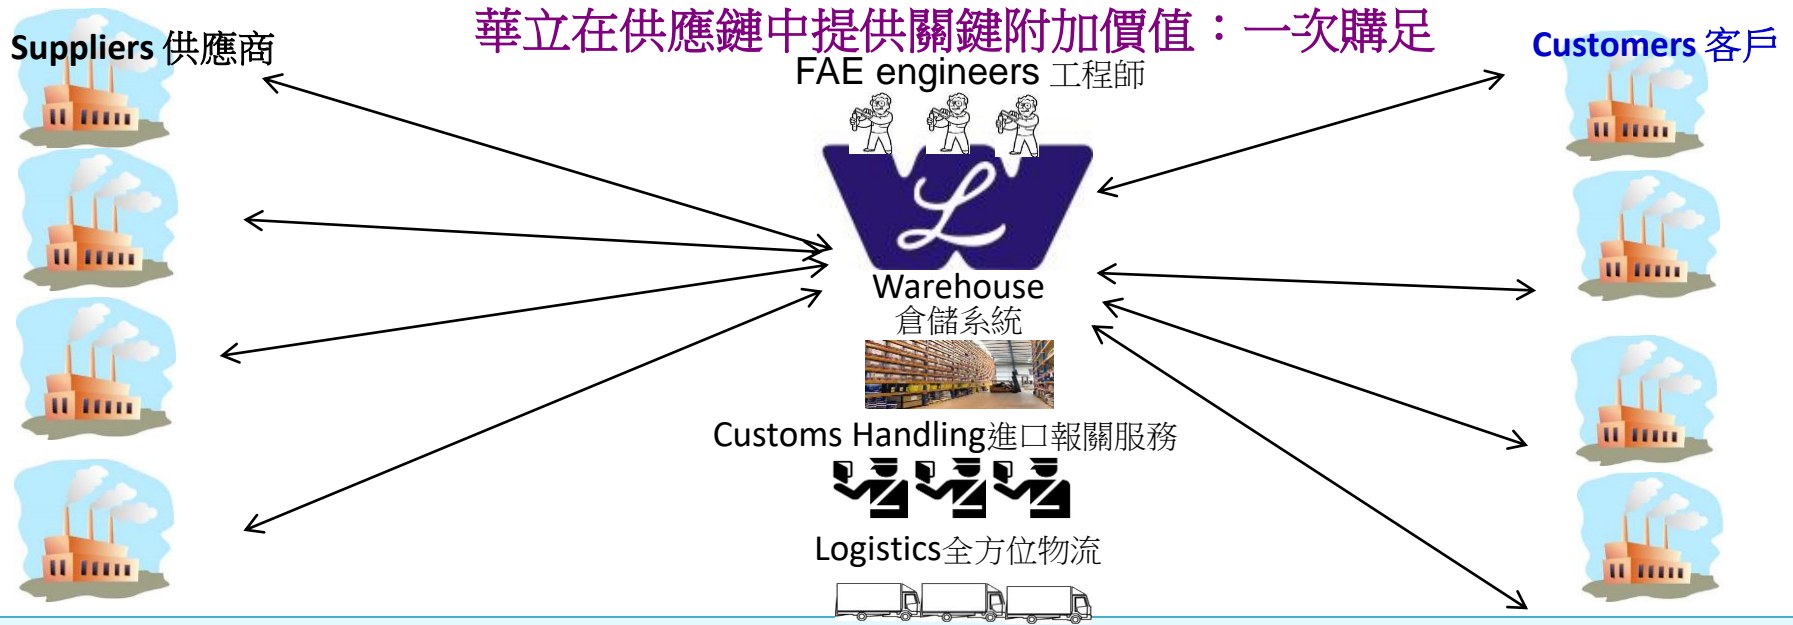 華立在供應鏈中提供關鍵附加價值：一次購足
Suppliers 供應商
Customers 客戶
FAE engineers 工程師
L
Warehouse
倉儲系統
Customs Handling進口報關服務
Logistics全方位物流